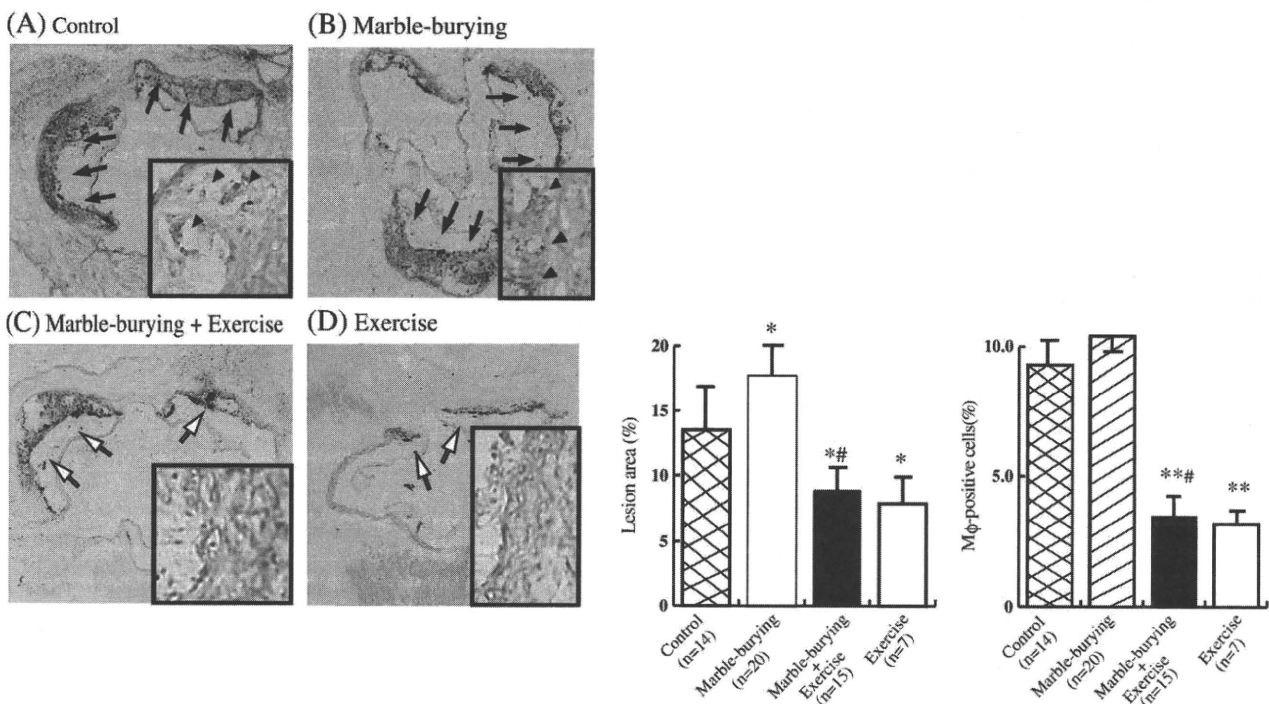 (A) Control
(B) Marble-burying
(C) Marble-burying + Exercise
(D) Exercise
Lesion area (%)
20
15
10
5
0
*
*#
*
Control
(n=14)
Marble-burying
(n=20)
Marble-burying
+
Exercise
(n=15)
Exercise
(n=7)
Mφ-positive cells(%)
10.0
5.0
0
**#
**
Control
(n=14)
Marble-burying
(n=20)
Marble-burying
+
Exercise
(n=15)
Exercise
(n=7)